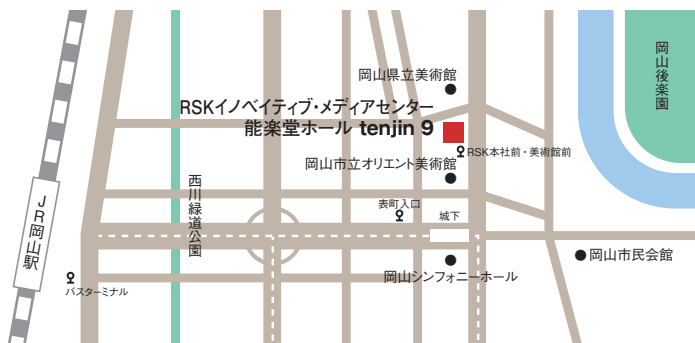 岡山県立美術館
岡山後楽園
RSKイノベイティブ・メディアセンター
能楽堂ホール tenjin 9
RSK本社前・美術館前
岡山市立オリエント美術館
西川緑道公園
表町入口
城下
JR岡山駅
岡山市民会館
岡山シンフォニーホール
バスターミナル